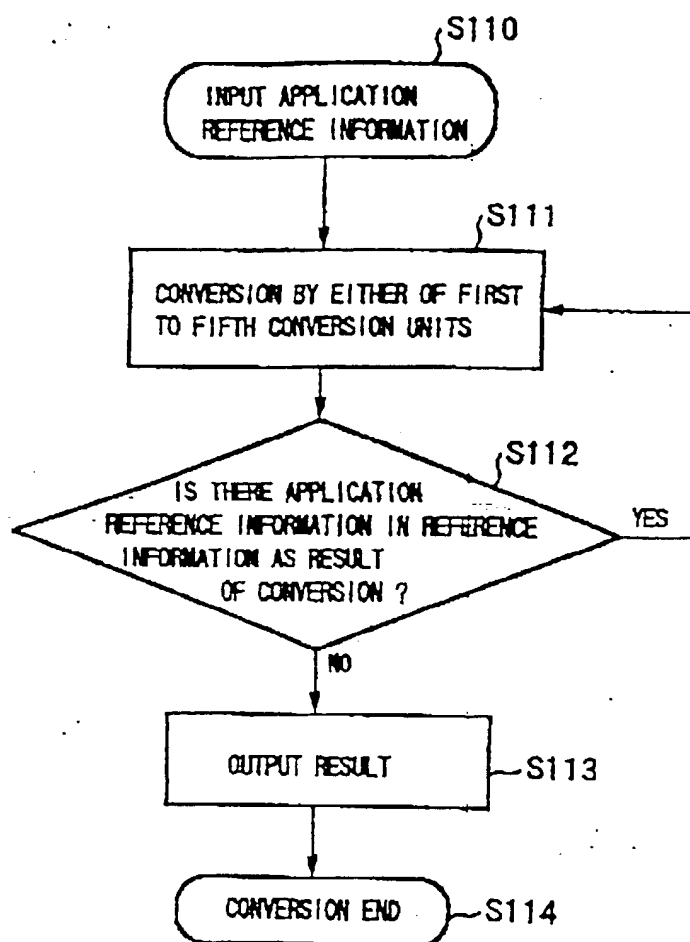 S110
INPUT APPLICATION
REFERENCE INFORMATION
S111
CONVERSION BY EITHER OF FIRST
TO FIFTH CONVERSION UNITS
S112
IS THERE APPLICATION
REFERENCE INFORMATION IN REFERENCE
INFORMATION AS RESULT
OF CONVERSION ?
YES
NO
OUTPUT RESULT
S113
CONVERSION END
S114